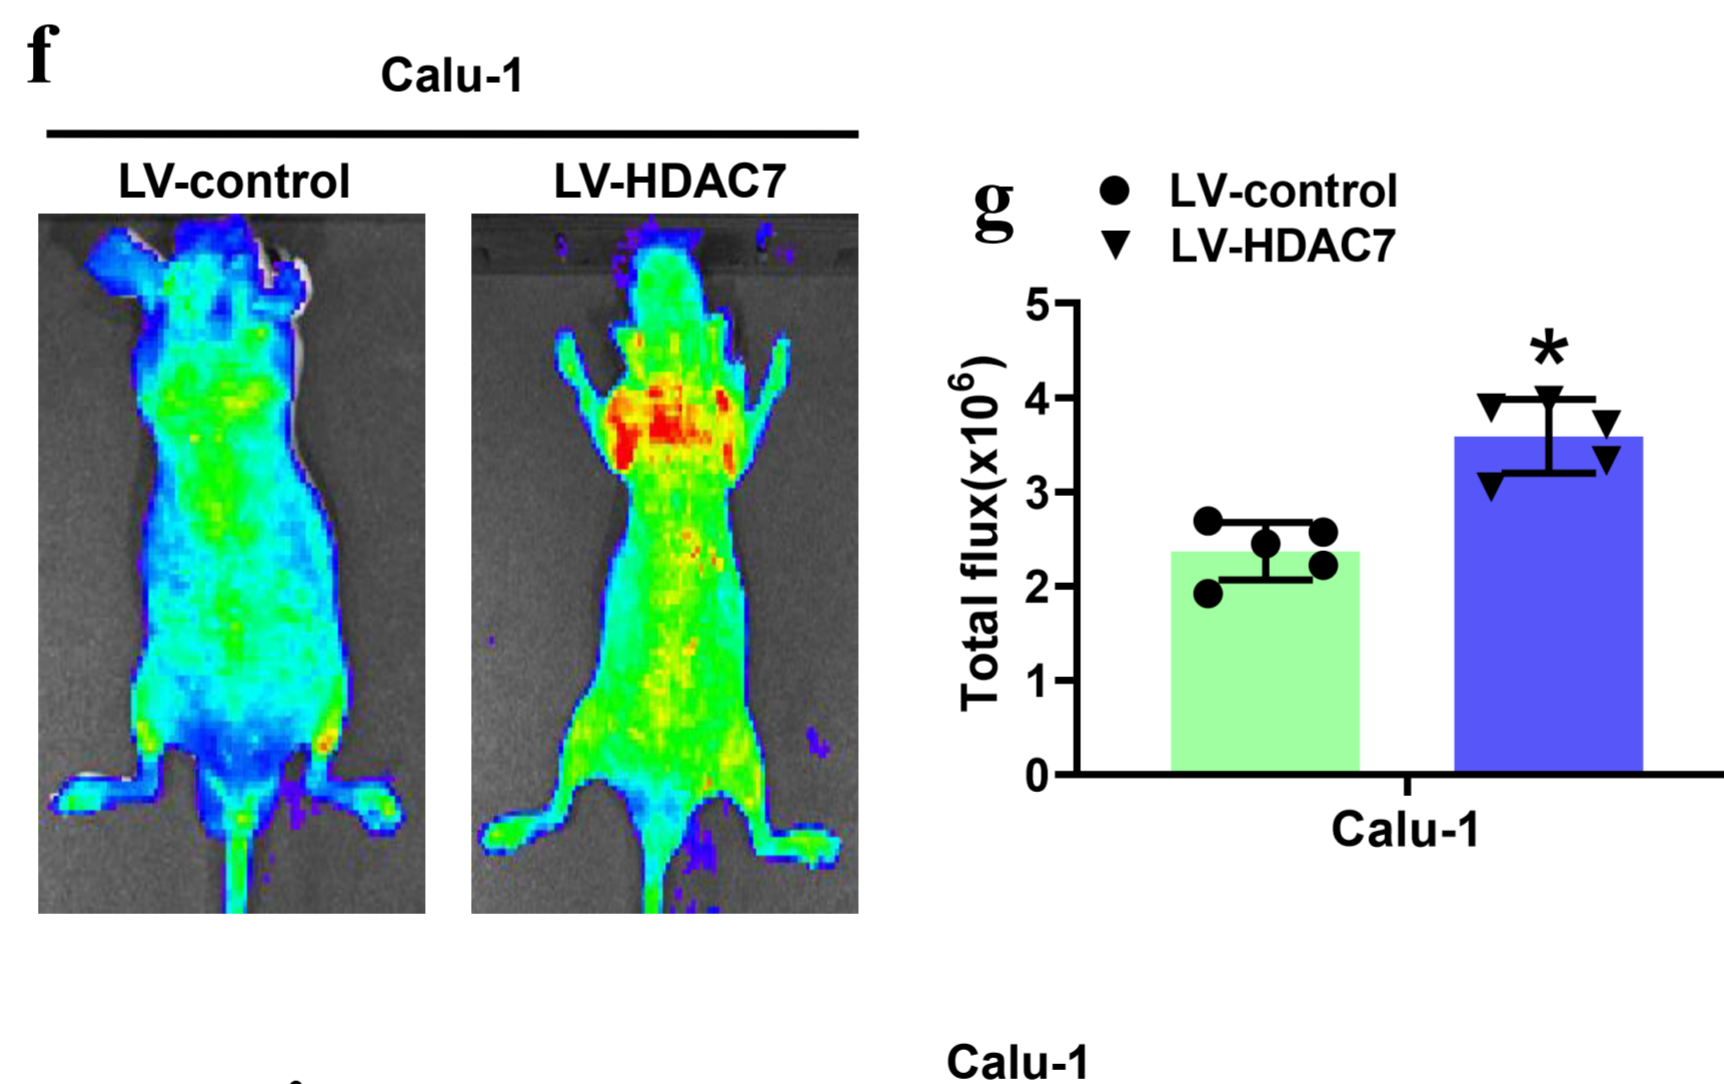 f
Calu-1
LV-control
LV-HDAC7
g
LV-control
LV-HDAC7
Total flux(x10⁶)
5
4
3
2
1
0
*
Calu-1
Calu-1